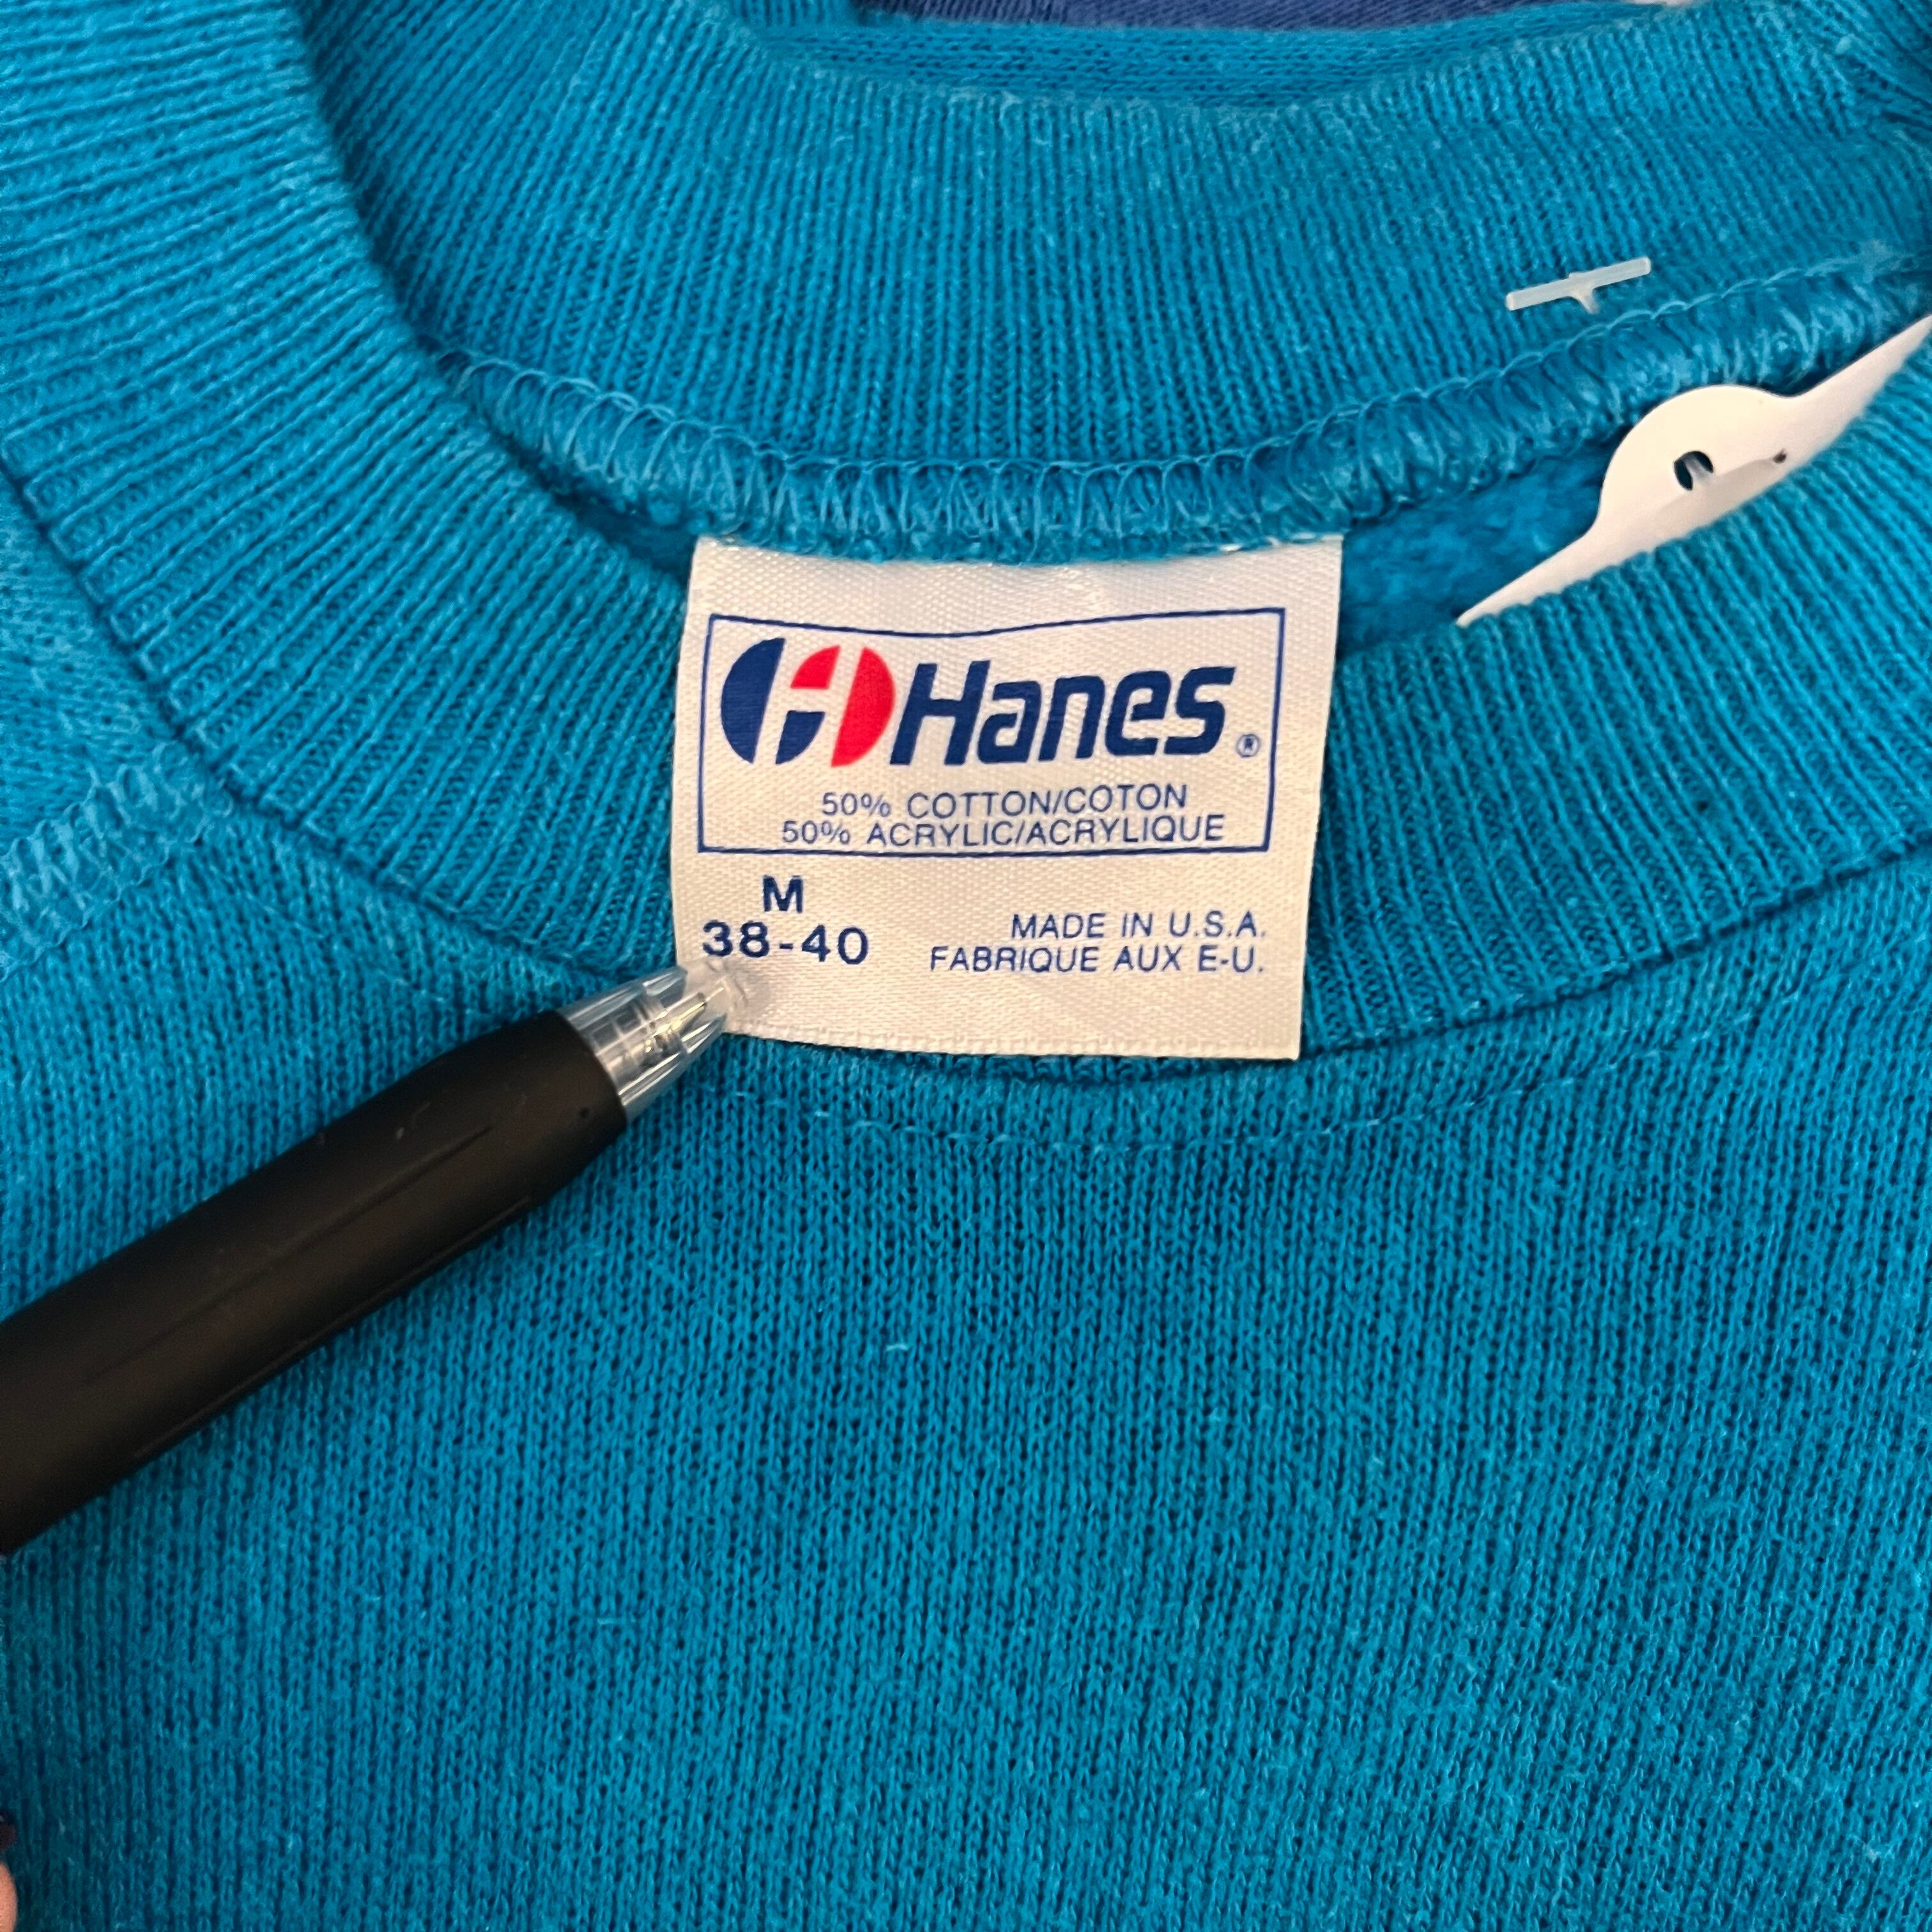 Hanes®
50% COTTON/COTON
50% ACRYLIC/ACRYLIQUE
M
38-40
MADE IN U.S.A.
FABRIQUE AUX E-U.